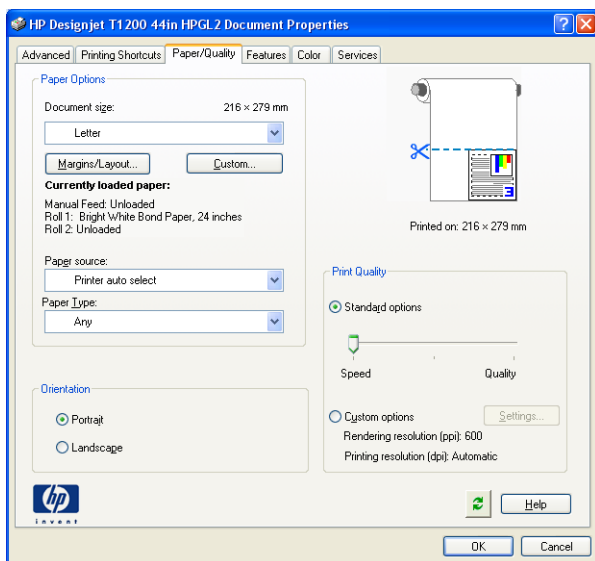 HP Designjet T1200 44in HPGL2 Document Properties
Advanced Printing Shortcuts Paper/Quality Features Color Services
Paper Options
Document size: 216 × 279 mm
Letter
Margins/Layout... Custom...
Currently loaded paper:
Manual Feed: Unloaded
Roll 1: Bright White Bond Paper, 24 inches
Roll 2: Unloaded
Paper source:
Printer auto select
Paper Type:
Any
Orientation
Portrait
Landscape
Printed on: 216 × 279 mm
Print Quality
Standard options
Speed Quality
Custom options Settings...
Rendering resolution (ppi): 600
Printing resolution (dpi): Automatic
hp
invent
Help
OK Cancel